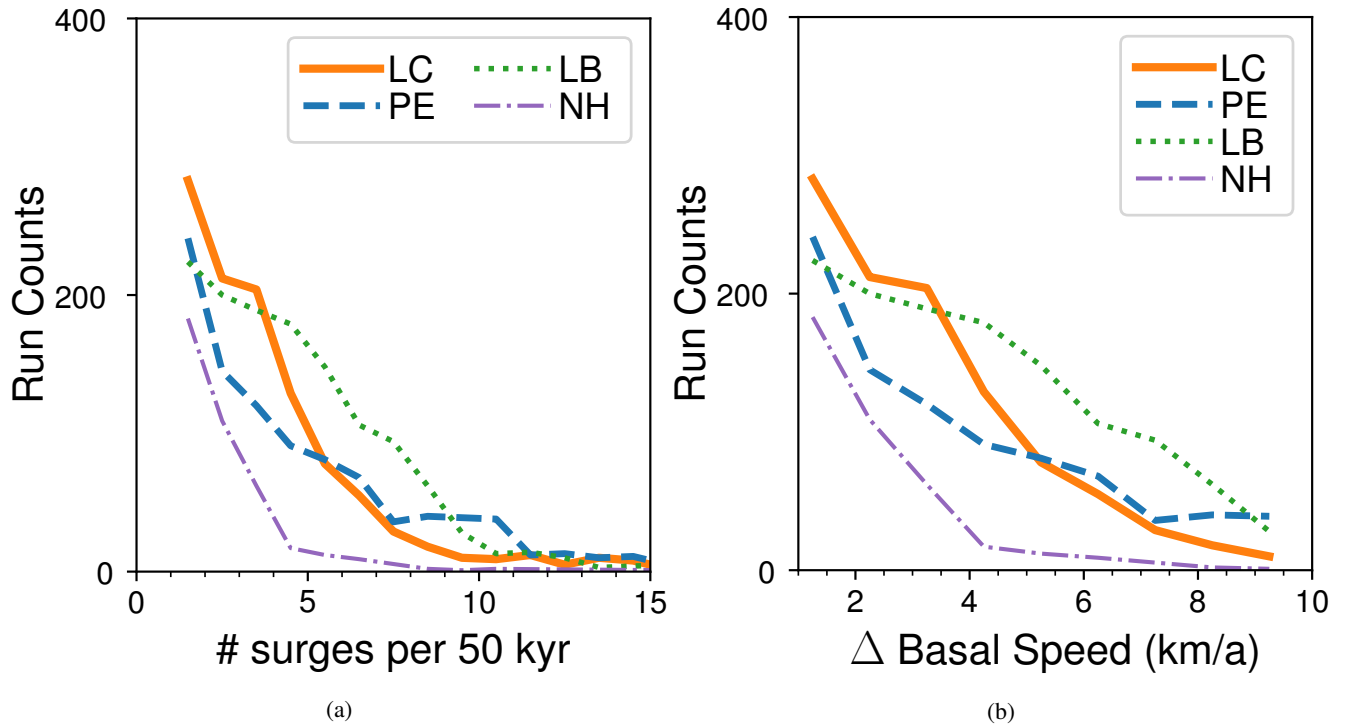 400
200
0
Run Counts
LC
PE
LB
NH
0 5 10 15
# surges per 50 kyr
(a)
400
200
0
Run Counts
LC
PE
LB
NH
2 4 6 8 10
Δ Basal Speed (km/a)
(b)